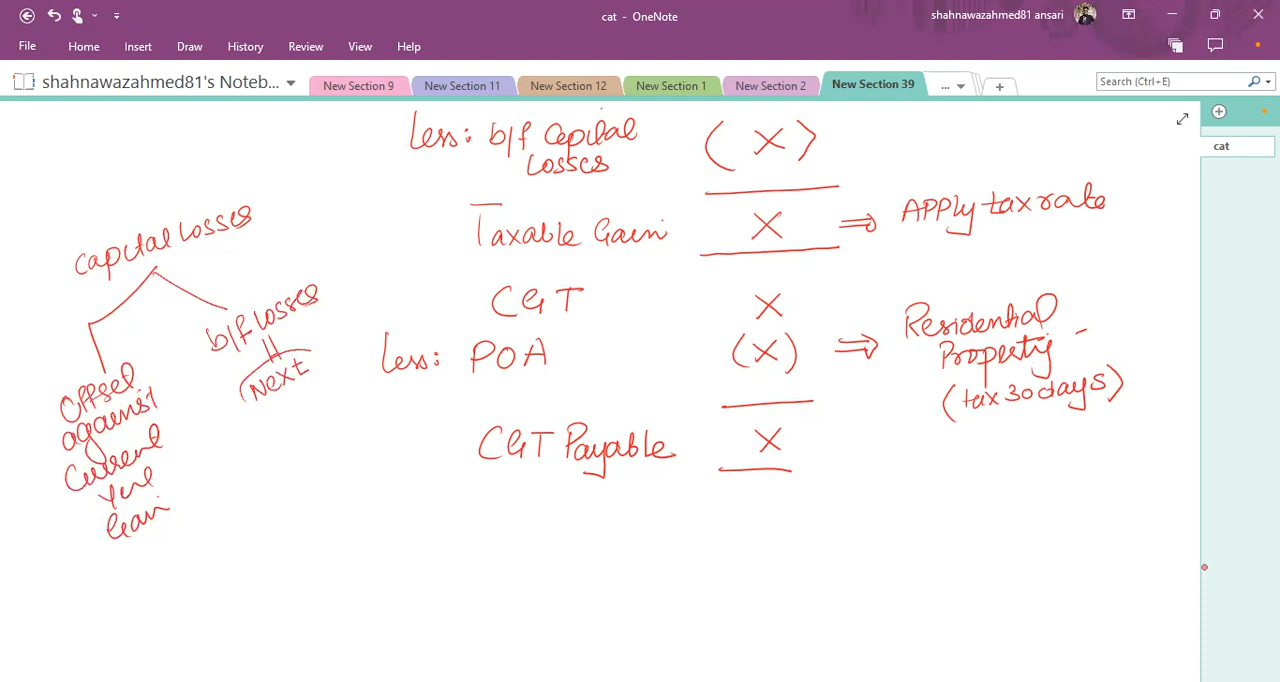 cat - OneNote
shahnawazahmed81 ansari
File Home Insert Draw History Review View Help
shahnawazahmed81's Noteb...
New Section 9 New Section 11 New Section 12 New Section 1 New Section 2 New Section 39 ...
Search (Ctrl+E)
cat
Less: b/f capital
Losses
(X)
Taxable Gain X ⇒ Apply tax rate
CGT X
Less: POA (X) ⇒ Residential
Property -
(tax 30 days)
CGT Payable X
capital losses
b/f losses
Next
offset
against
current
Gain